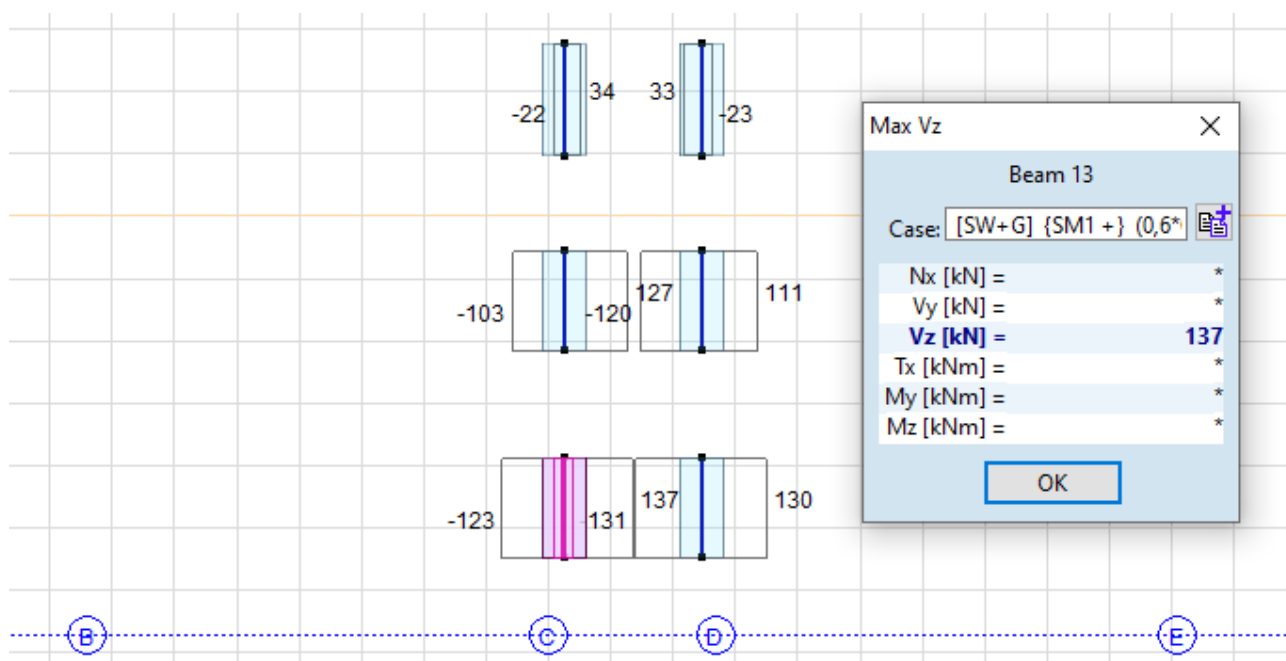 34
33
-22
-23
Max Vz
Beam 13
Case: [SW+G] {SM1 +} (0,6*
Nx [kN] = *
Vy [kN] = *
Vz [kN] = 137
Tx [kNm] = *
My [kNm] = *
Mz [kNm] = *
OK
-103
-120
127
111
-123
-131
137
130
B
C
D
E